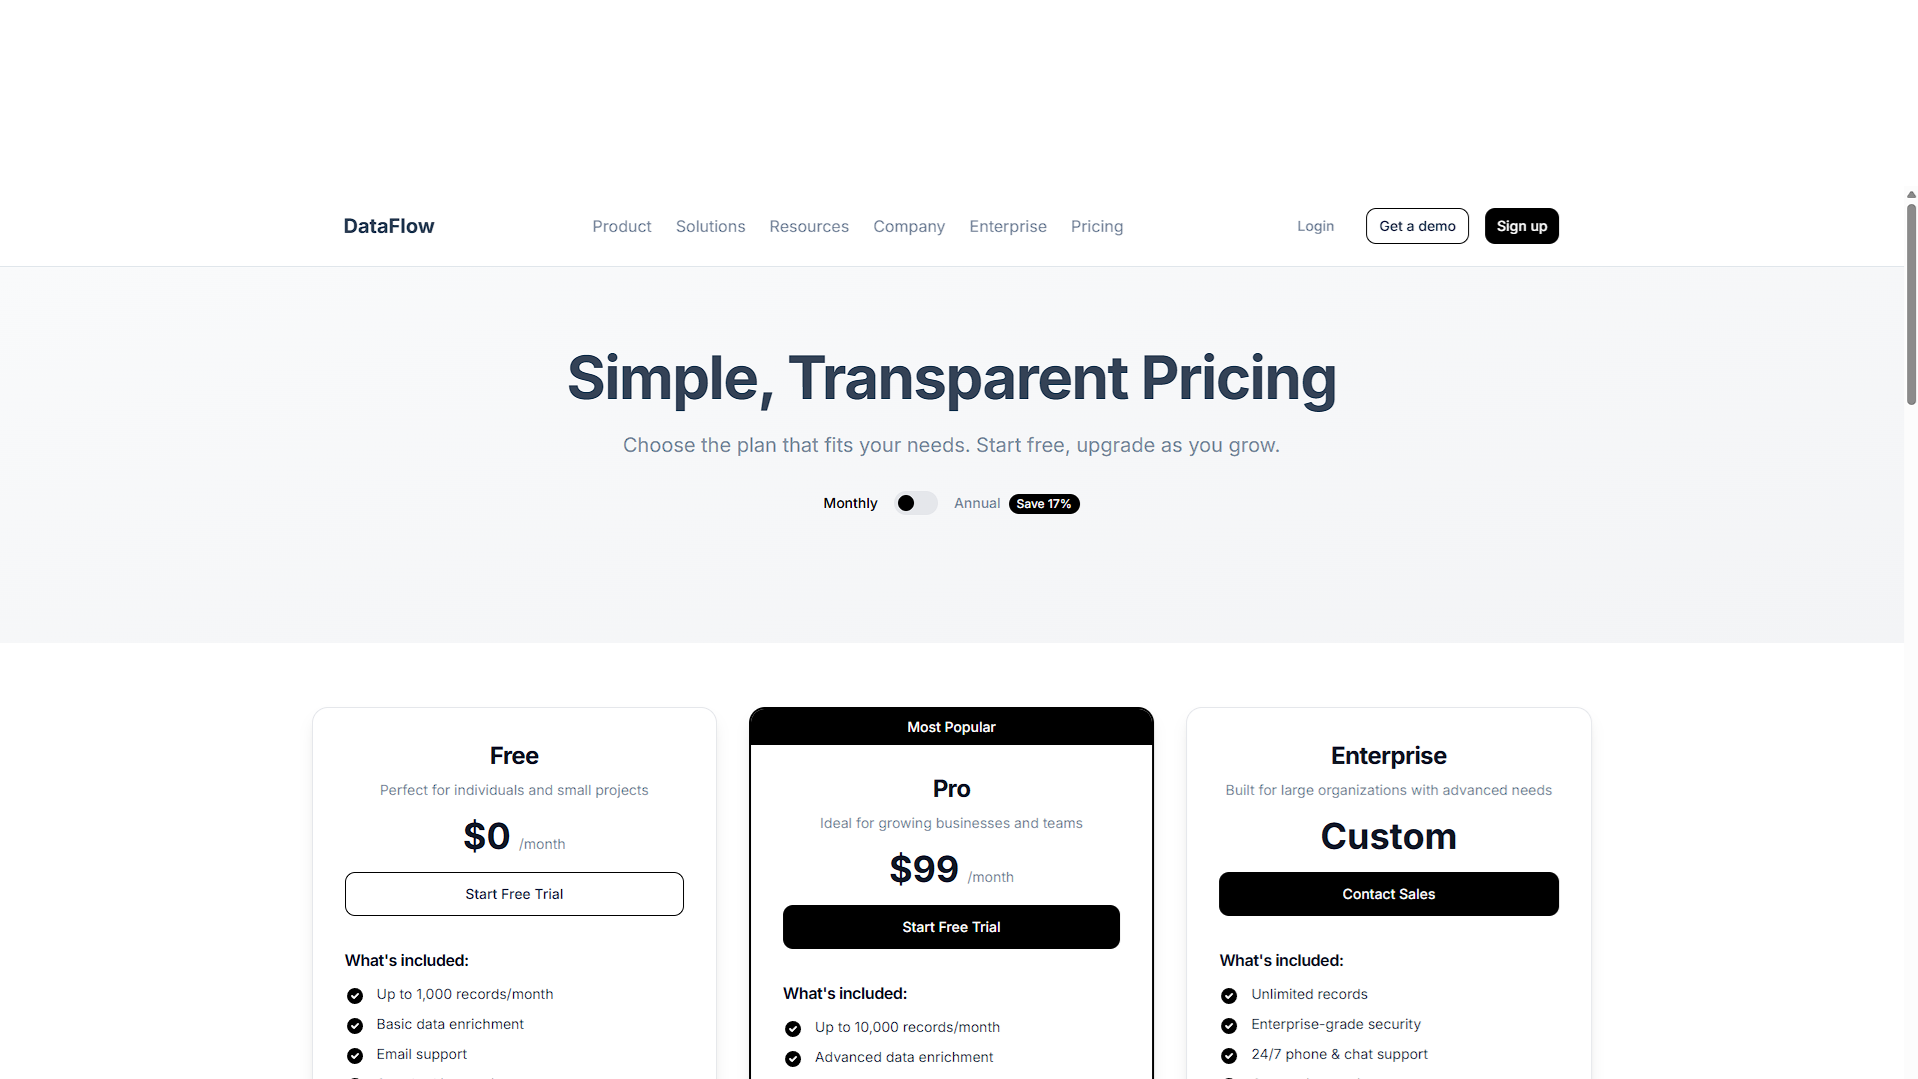 DataFlow
Product Solutions Resources Company Enterprise Pricing
Login Get a demo Sign up
Simple, Transparent Pricing
Choose the plan that fits your needs. Start free, upgrade as you grow.
Monthly Annual Save 17%
Free
Perfect for individuals and small projects
$0 /month
Start Free Trial
What's included:
Up to 1,000 records/month
Basic data enrichment
Email support
Most Popular
Pro
Ideal for growing businesses and teams
$99 /month
Start Free Trial
What's included:
Up to 10,000 records/month
Advanced data enrichment
Enterprise
Built for large organizations with advanced needs
Custom
Contact Sales
What's included:
Unlimited records
Enterprise-grade security
24/7 phone & chat support